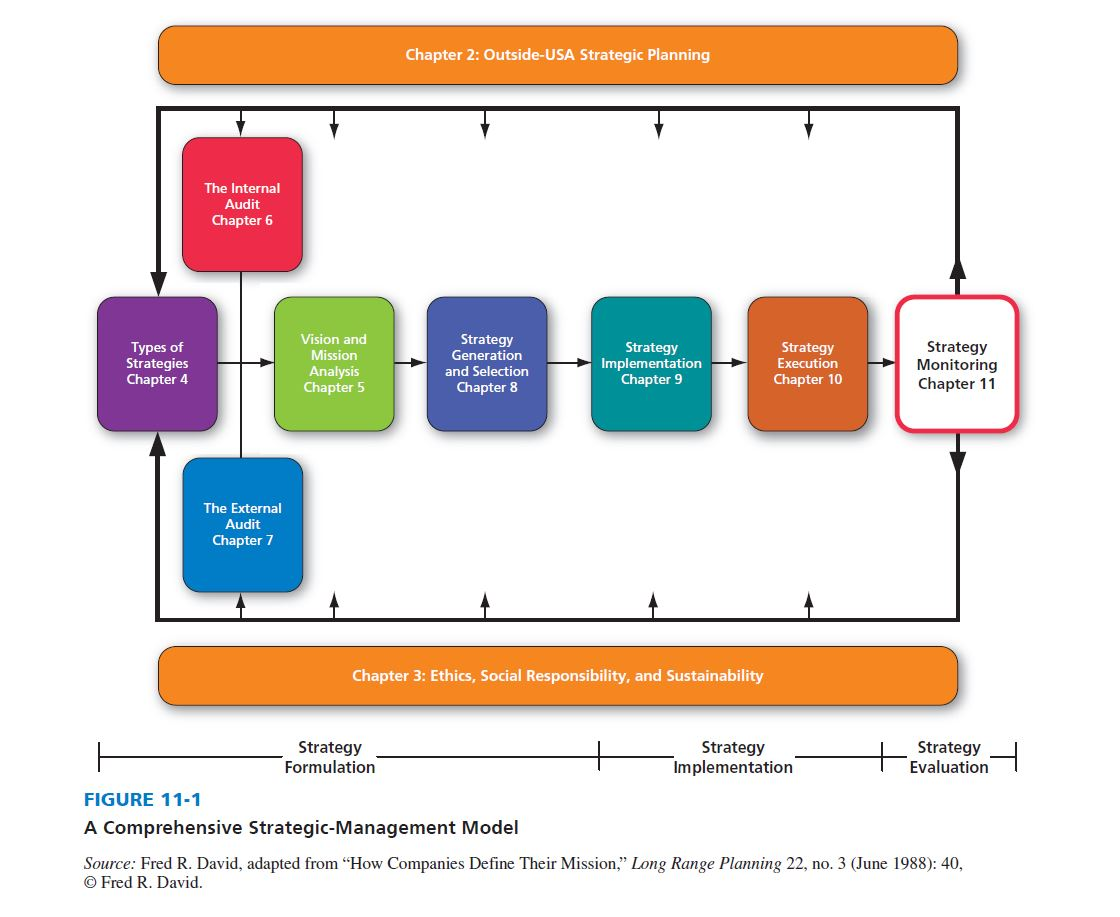 Chapter 2: Outside-USA Strategic Planning
The Internal
Audit
Chapter 6
Types of
Strategies
Chapter 4
Vision and
Mission
Analysis
Chapter 5
Strategy
Generation
and Selection
Chapter 8
Strategy
Implementation
Chapter 9
Strategy
Execution
Chapter 10
Strategy
Monitoring
Chapter 11
The External
Audit
Chapter 7
Chapter 3: Ethics, Social Responsibility, and Sustainability
Strategy
Formulation
Strategy
Implementation
Strategy
Evaluation
FIGURE 11-1
A Comprehensive Strategic-Management Model
Source: Fred R. David, adapted from “How Companies Define Their Mission,” Long Range Planning 22, no. 3 (June 1988): 40,
© Fred R. David.